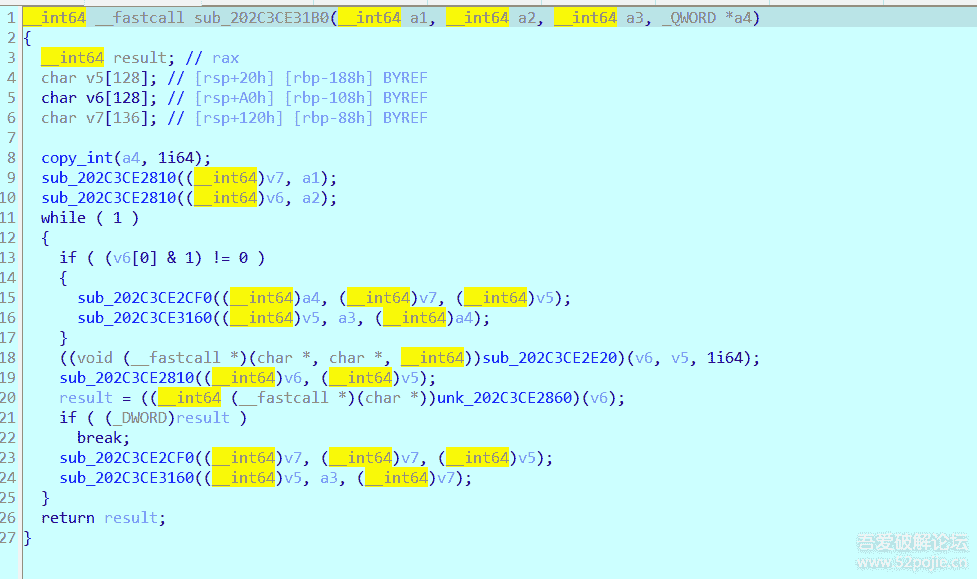 1 __int64 __fastcall sub_202C3CE31B0(__int64 a1, __int64 a2, __int64 a3, _QWORD *a4)
2 {
3 __int64 result; // rax
4 char v5[128]; // [rsp+20h] [rbp-188h] BYREF
5 char v6[128]; // [rsp+A0h] [rbp-108h] BYREF
6 char v7[136]; // [rsp+120h] [rbp-88h] BYREF
7
8 copy_int(a4, 1i64);
9 sub_202C3CE2810((__int64)v7, a1);
10 sub_202C3CE2810((__int64)v6, a2);
11 while ( 1 )
12 {
13 if ( (v6[0] & 1) != 0 )
14 {
15 sub_202C3CE2CF0((__int64)a4, (__int64)v7, (__int64)v5);
16 sub_202C3CE3160((__int64)v5, a3, (__int64)a4);
17 }
18 ((void (__fastcall *)(char *, char *, __int64))sub_202C3CE2E20)(v6, v5, 1i64);
19 sub_202C3CE2810((__int64)v6, (__int64)v5);
20 result = ((__int64 (__fastcall *)(char *))unk_202C3CE2860)(v6);
21 if ( (_DWORD)result )
22 break;
23 sub_202C3CE2CF0((__int64)v7, (__int64)v7, (__int64)v5);
24 sub_202C3CE3160((__int64)v5, a3, (__int64)v7);
25 }
26 return result;
27 }
吾爱破解论坛
www.52pojie.cn